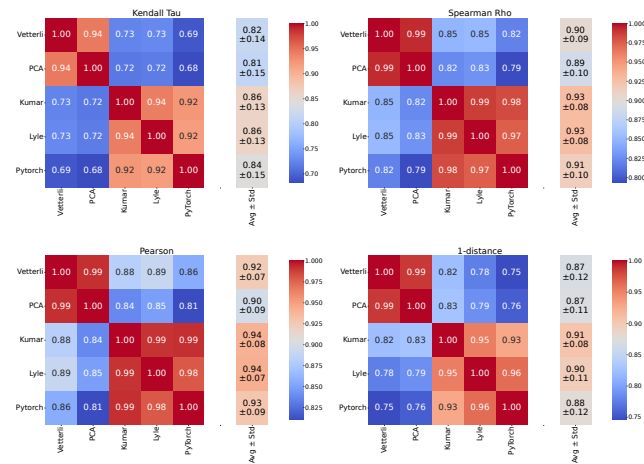 Kendall Tau
Vetterli 1.00 0.94 0.73 0.73 0.69 0.82 ±0.14
PCA 0.94 1.00 0.72 0.72 0.68 0.81 ±0.15
Kumar 0.73 0.72 1.00 0.94 0.92 0.86 ±0.13
Lyle 0.73 0.72 0.94 1.00 0.92 0.86 ±0.13
Pytorch 0.69 0.68 0.92 0.92 1.00 0.84 ±0.15
Vetterli PCA Kumar Lyle PyTorch Avg ± Std
1.00
0.95
0.90
0.85
0.80
0.75
0.70
Spearman Rho
Vetterli 1.00 0.99 0.85 0.85 0.82 0.90 ±0.09
PCA 0.99 1.00 0.82 0.83 0.79 0.89 ±0.10
Kumar 0.85 0.82 1.00 0.99 0.98 0.93 ±0.08
Lyle 0.85 0.83 0.99 1.00 0.97 0.93 ±0.08
Pytorch 0.82 0.79 0.98 0.97 1.00 0.91 ±0.10
Vetterli PCA Kumar Lyle PyTorch Avg ± Std
1.000
0.975
0.950
0.925
0.900
0.875
0.850
0.825
0.800
Pearson
Vetterli 1.00 0.99 0.88 0.89 0.86 0.92 ±0.07
PCA 0.99 1.00 0.84 0.85 0.81 0.90 ±0.09
Kumar 0.88 0.84 1.00 0.99 0.99 0.94 ±0.08
Lyle 0.89 0.85 0.99 1.00 0.98 0.94 ±0.07
Pytorch 0.86 0.81 0.99 0.98 1.00 0.93 ±0.09
Vetterli PCA Kumar Lyle PyTorch Avg ± Std
1.000
0.975
0.950
0.925
0.900
0.875
0.850
0.825
1-distance
Vetterli 1.00 0.99 0.82 0.78 0.75 0.87 ±0.12
PCA 0.99 1.00 0.83 0.79 0.76 0.87 ±0.11
Kumar 0.82 0.83 1.00 0.95 0.93 0.91 ±0.08
Lyle 0.78 0.79 0.95 1.00 0.96 0.90 ±0.11
Pytorch 0.75 0.76 0.93 0.96 1.00 0.88 ±0.12
Vetterli PCA Kumar Lyle PyTorch Avg ± Std
1.00
0.95
0.90
0.85
0.80
0.75